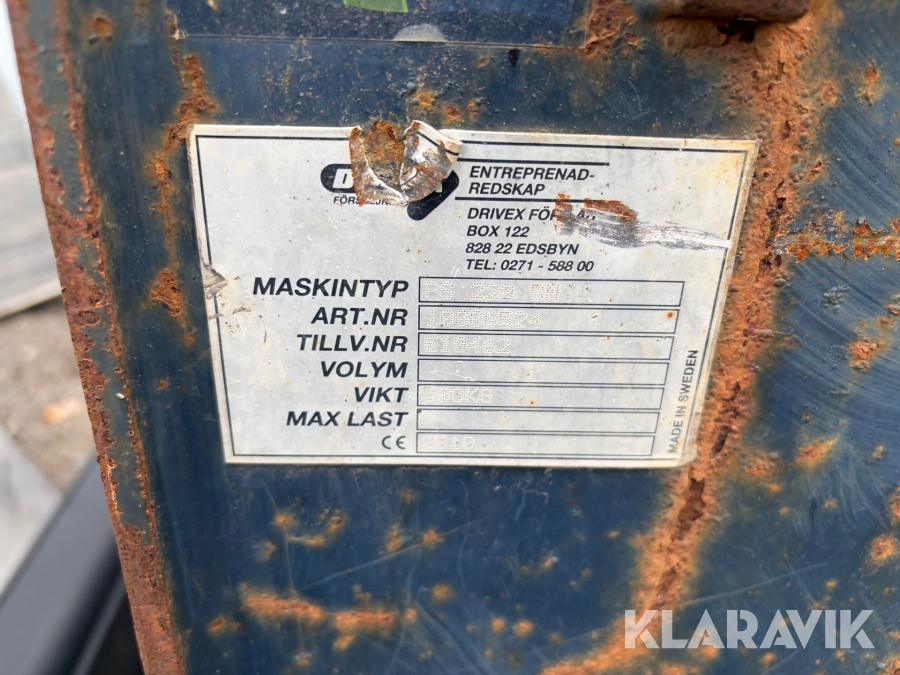 ENTREPRENAD-
REDSKAP
DRIVEX
BOX 122
828 22 EDSBYN
TEL: 0271 - 588 00
MASKINTYP
ART.NR
TILLV.NR
VOLYM
VIKT
MAX LAST
CE
MADE IN SWEDEN
KLARAVIK